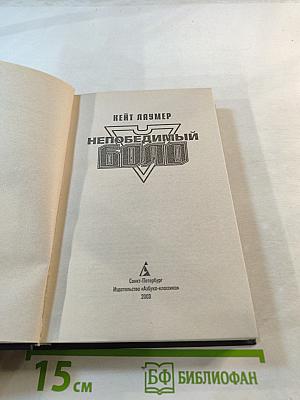 КЕЙТ ЛАУМЕР
НЕПОБЕДИМЫЙ
БОЛО
Санкт-Петербург
Издательство «Азбука-классика»
2003
15 см
БФ БИБЛИОФАН